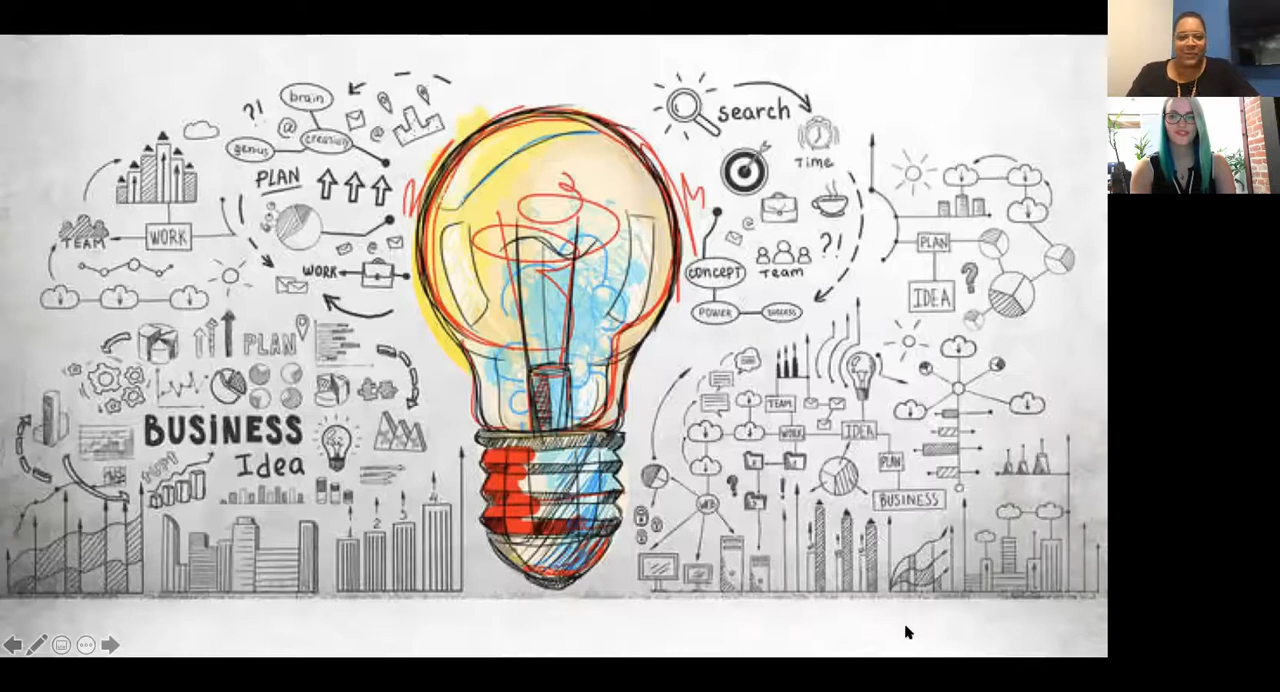 brain
?!
@
@
genius
creation
PLAN
TEAM
WORK
@
WORK
PLAN
BUSINESS
Idea
1
2
3
4
search
Time
@
?!
Team
concept
POWER
success
PLAN
IDEA
?
TEAM
WORK
IDEA
PLAN
?
!
BUSINESS